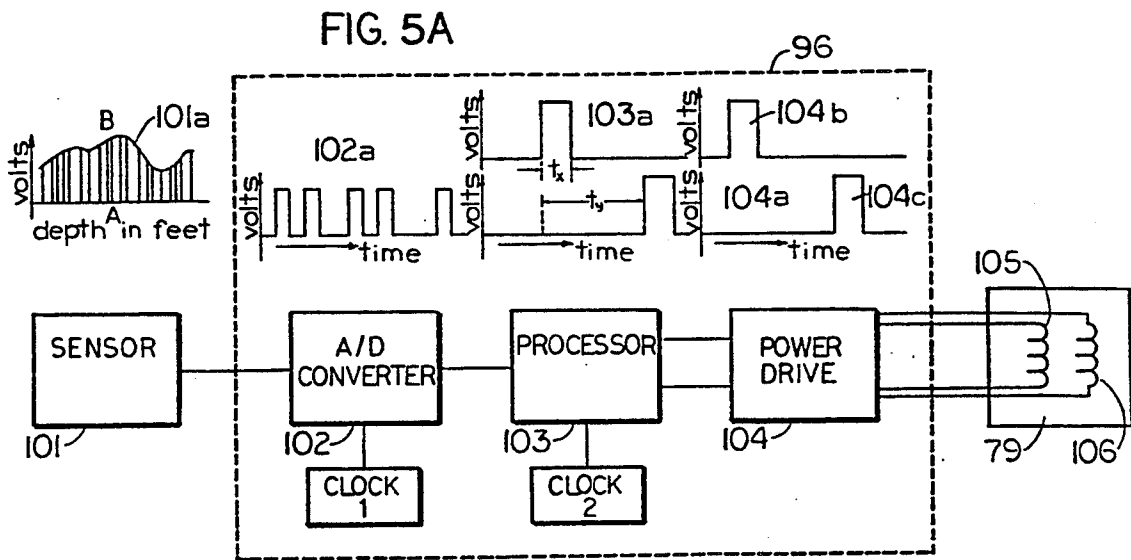 FIG. 5A
96
B
101a
volts
A
depth in feet
102a
volts
time
volts
103a
tx
volts
ty
time
volts
104b
volts
104a
104c
time
SENSOR
101
A/D
CONVERTER
102
CLOCK
1
PROCESSOR
103
CLOCK
2
POWER
DRIVE
104
105
79
106